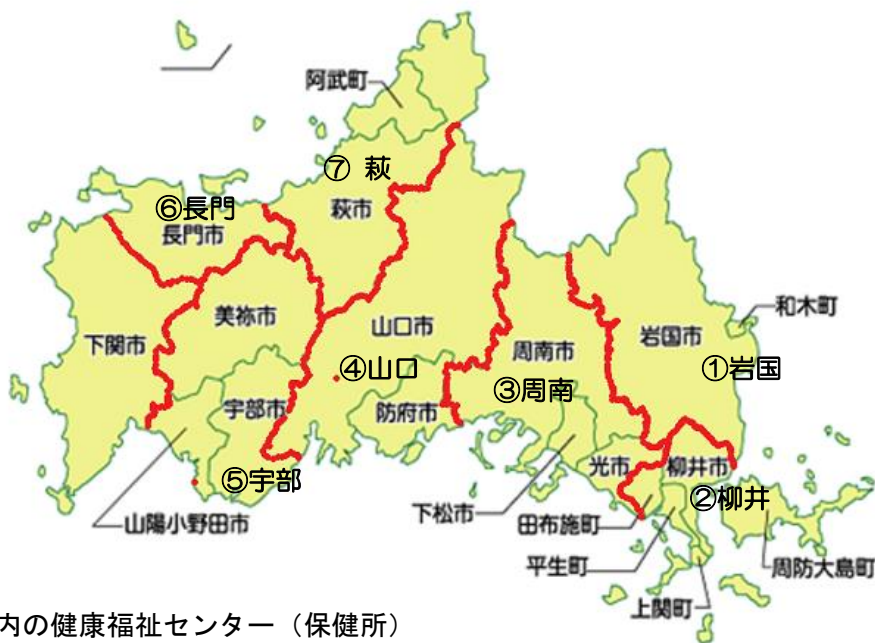 阿武町
⑦ 萩
萩市
⑥長門
長門市
和木町
美祢市
山口市
岩国市
下関市
周南市
④山口
①岩国
③周南
宇部市
防府市
光市
柳井市
⑤宇部
②柳井
下松市
山陽小野田市
田布施町
平生町
周防大島町
上関町
内の健康福祉センター（保健所）